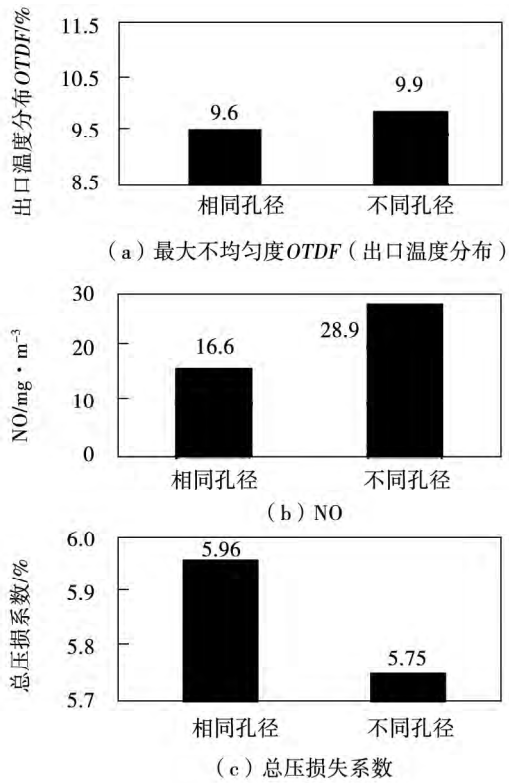 出口温度分布OTDF/%
11.5
10.5
9.5
8.5
9.6
9.9
相同孔径
不同孔径
（a）最大不均匀度OTDF（出口温度分布）
NO/mg·m⁻³
30
20
10
0
16.6
28.9
相同孔径
不同孔径
（b）NO
总压损系数/%
6.0
5.9
5.8
5.7
5.96
5.75
相同孔径
不同孔径
（c）总压损失系数